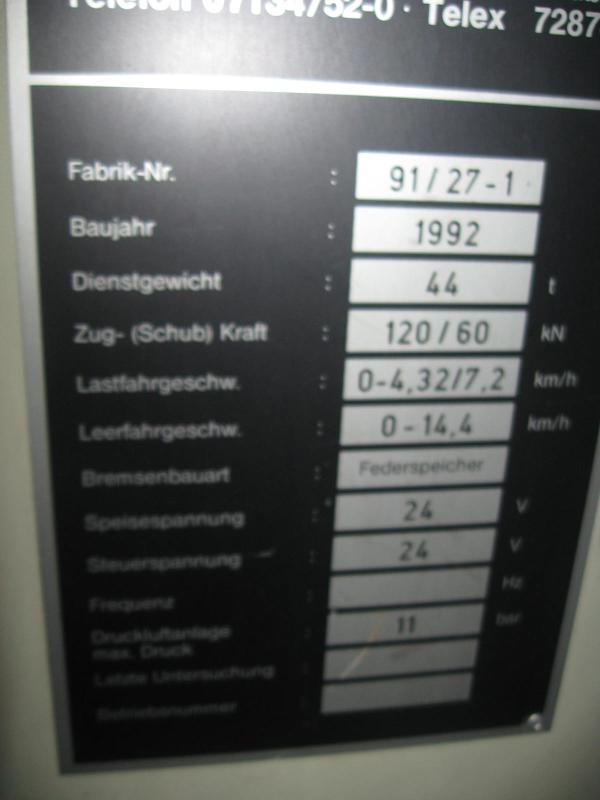 Telefon 07134/52-0 · Telex 7287
Fabrik-Nr. : 91/27-1
Baujahr : 1992
Dienstgewicht : 44 t
Zug- (Schub) Kraft : 120/60 kN
Lastfahrgeschw. : 0-4,32/7,2 km/h
Leerfahrgeschw. : 0-14,4 km/h
Bremsenbauart : Federspeicher
Speisespannung : 24 V
Steuerspannung : 24 V
Frequenz : Hz
Druckluftanlage
max. Druck : 11 bar
Letzte Untersuchung
Betriebsnummer